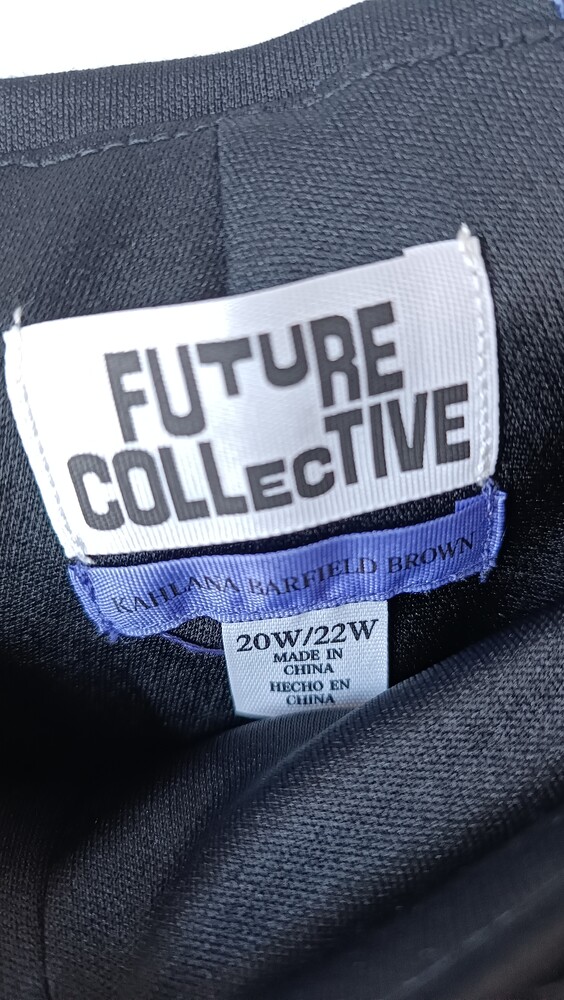 FUTURE
COLLECTIVE
KAHLANA BARFIELD BROWN
20W/22W
MADE IN
CHINA
HECHO EN
CHINA